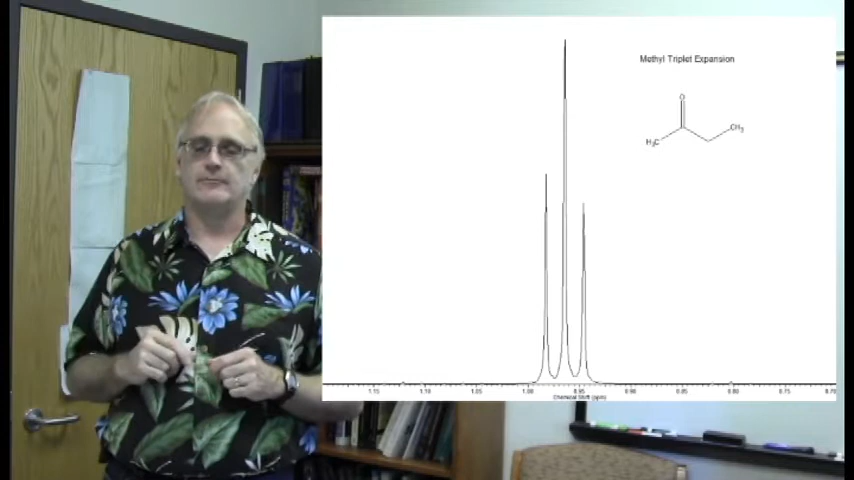 Methyl Triplet Expansion
O
H₃C
CH₃
1.15 1.10 1.05 1.00 0.95 0.90 0.85 0.80 0.75 0.70
Chemical Shift (ppm)